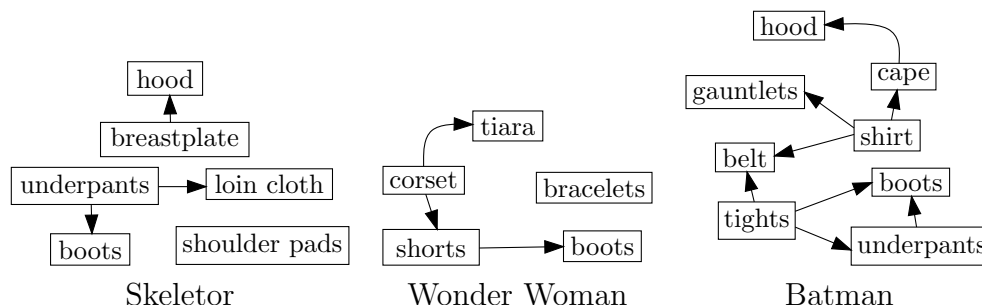 hood
breastplate
underpants
loin cloth
boots
shoulder pads
Skeletor
tiara
corset
bracelets
shorts
boots
Wonder Woman
hood
cape
gauntlets
shirt
belt
boots
tights
underpants
Batman